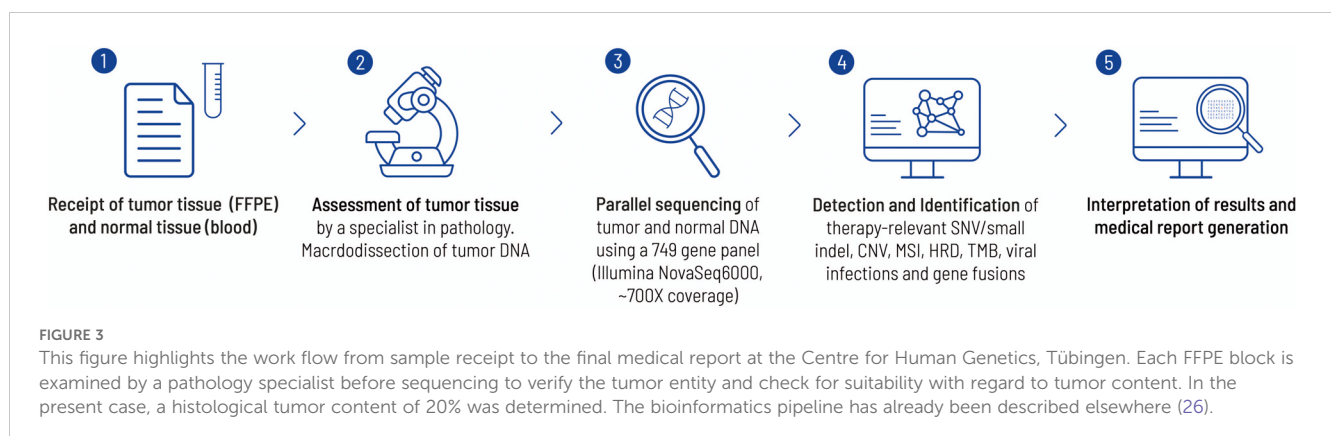 1
Receipt of tumor tissue (FFPE)
and normal tissue (blood)
2
Assessment of tumor tissue
by a specialist in pathology.
Macrdodissection of tumor DNA
3
Parallel sequencing of
tumor and normal DNA
using a 749 gene panel
(Illumina NovaSeq6000,
~700X coverage)
4
Detection and Identification of
therapy-relevant SNV/small
indel, CNV, MSI, HRD, TMB, viral
infections and gene fusions
5
Interpretation of results and
medical report generation
FIGURE 3
This figure highlights the work flow from sample receipt to the final medical report at the Centre for Human Genetics, Tübingen. Each FFPE block is
examined by a pathology specialist before sequencing to verify the tumor entity and check for suitability with regard to tumor content. In the
present case, a histological tumor content of 20% was determined. The bioinformatics pipeline has already been described elsewhere (26).